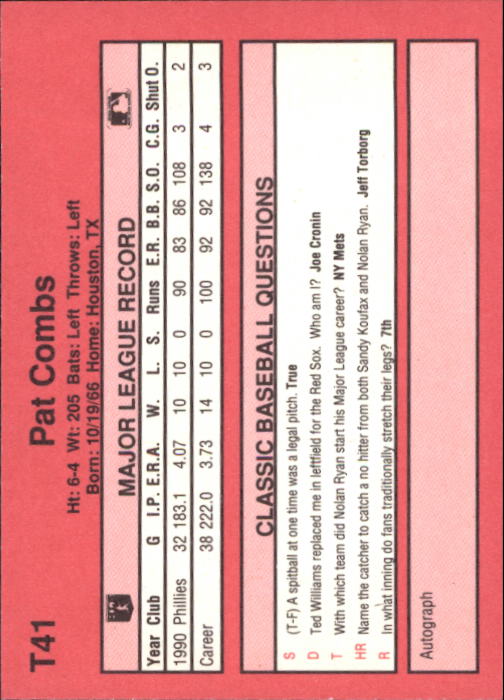 T41
Pat Combs
Ht: 6-4 Wt: 205 Bats: Left Throws: Left
Born: 10/19/66 Home: Houston, TX
MAJOR LEAGUE RECORD
Year Club G I.P. E.R.A. W. L. S. Runs E.R. B.B. S.O. C.G. Shut O.
1990 Phillies 32 183.1 4.07 10 10 0 90 83 86 108 3 2
Career 38 222.0 3.73 14 10 0 100 92 92 138 4 3
CLASSIC BASEBALL QUESTIONS
S (T-F) A spitball at one time was a legal pitch. True
D Ted Williams replaced me in leftfield for the Red Sox. Who am I? Joe Cronin
T With which team did Nolan Ryan start his Major League career? NY Mets
HR Name the catcher to catch a no hitter from both Sandy Koufax and Nolan Ryan. Jeff Torborg
R In what inning do fans traditionally stretch their legs? 7th
Autograph